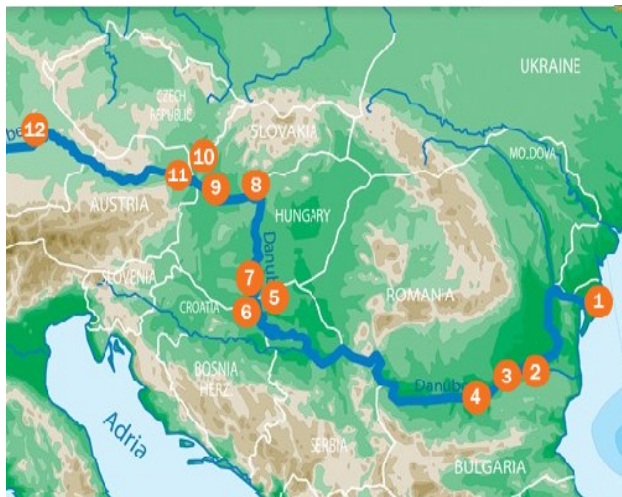 UKRAINE
CZECH
REPUBLIC
12
be
SLOVAKIA
MOLDOVA
10
11
9
8
AUSTRIA
HUNGARY
Danub
7
5
6
SLOVENIA
CROATIA
ROMANIA
1
BOSNIA
HERZ.
Danube
4
3
2
Adria
SERBIA
BULGARIA